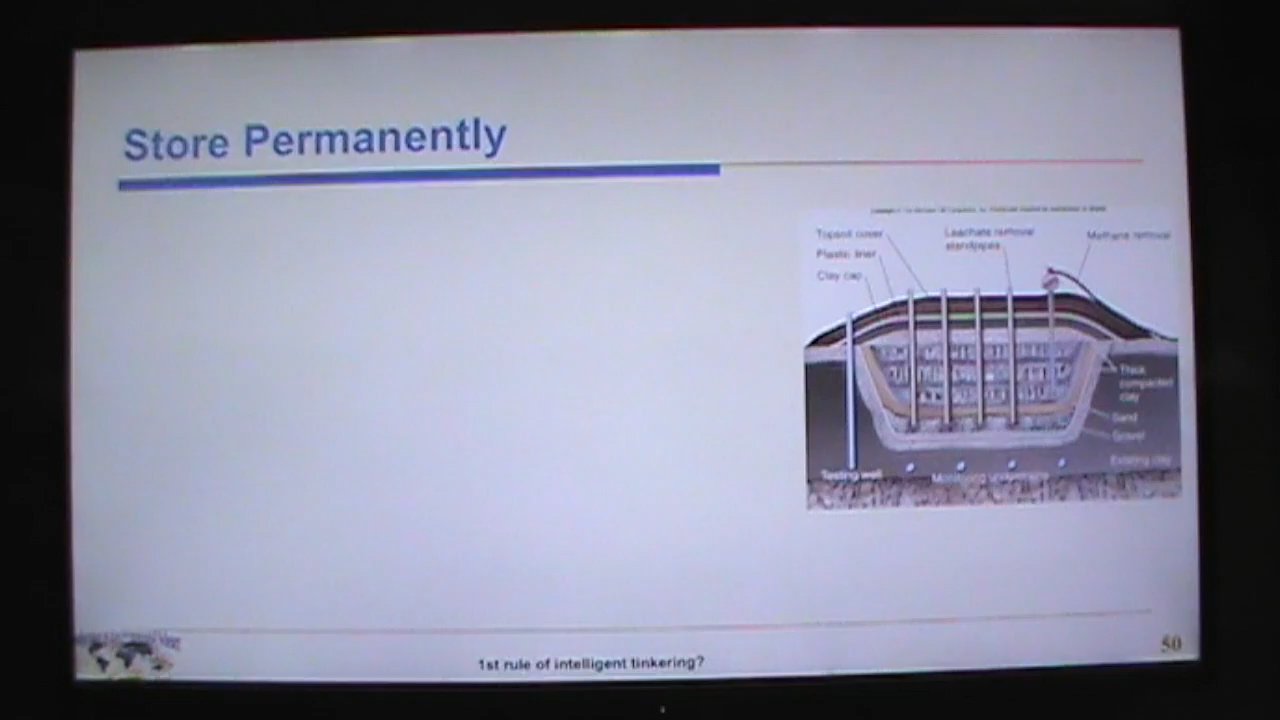 Store Permanently
Topsoil cover
Plastic liner
Clay cap
Leachate removal
standpipes
Methane removal
Thick
compacted
clay
Sand
Gravel
Existing clay
Testing well
Monitoring
1st rule of intelligent tinkering?
50